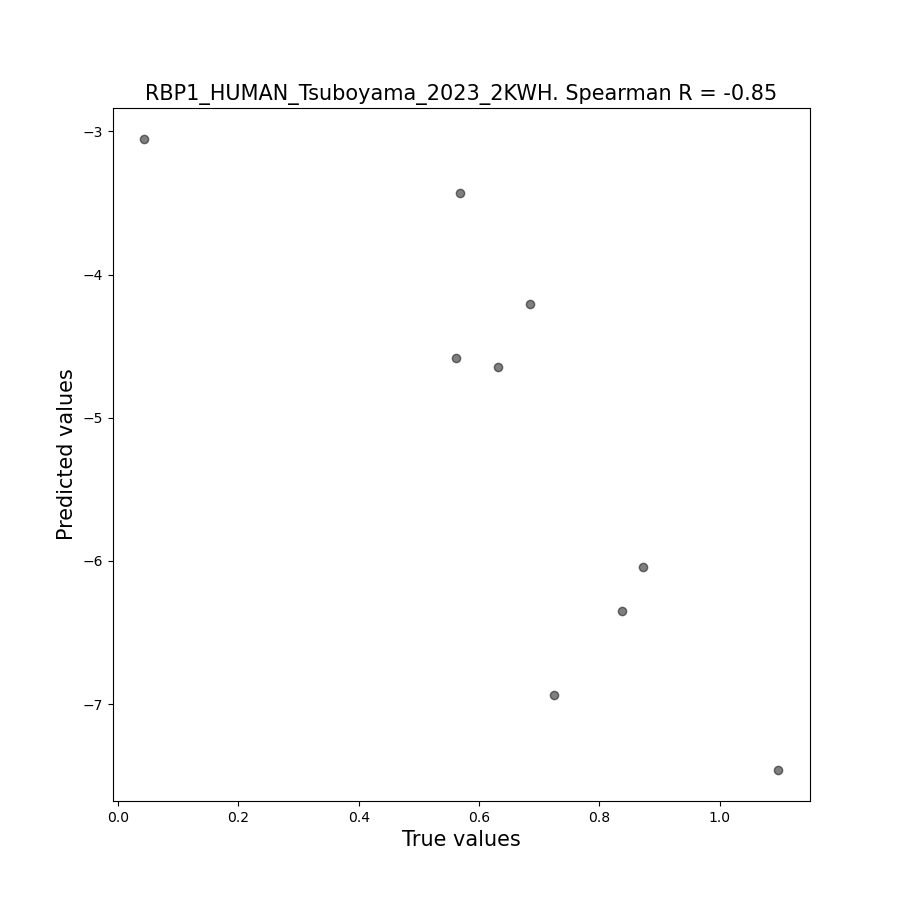 RBP1_HUMAN_Tsuboyama_2023_2KWH. Spearman R = -0.85
−3
−4
−5
−6
−7
Predicted values
0.0 0.2 0.4 0.6 0.8 1.0
True values